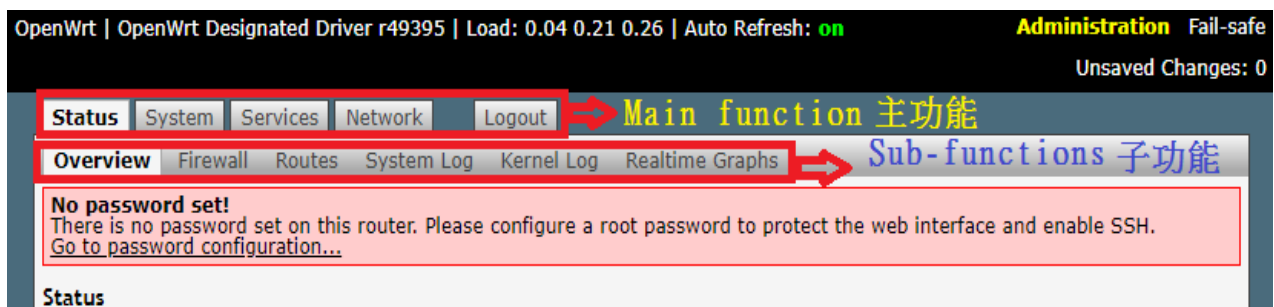 OpenWrt | OpenWrt Designated Driver r49395 | Load: 0.04 0.21 0.26 | Auto Refresh: on Administration Fail-safe
Unsaved Changes: 0
Status System Services Network Logout Main function 主功能
Overview Firewall Routes System Log Kernel Log Realtime Graphs Sub-functions 子功能
No password set!
There is no password set on this router. Please configure a root password to protect the web interface and enable SSH.
Go to password configuration...
Status